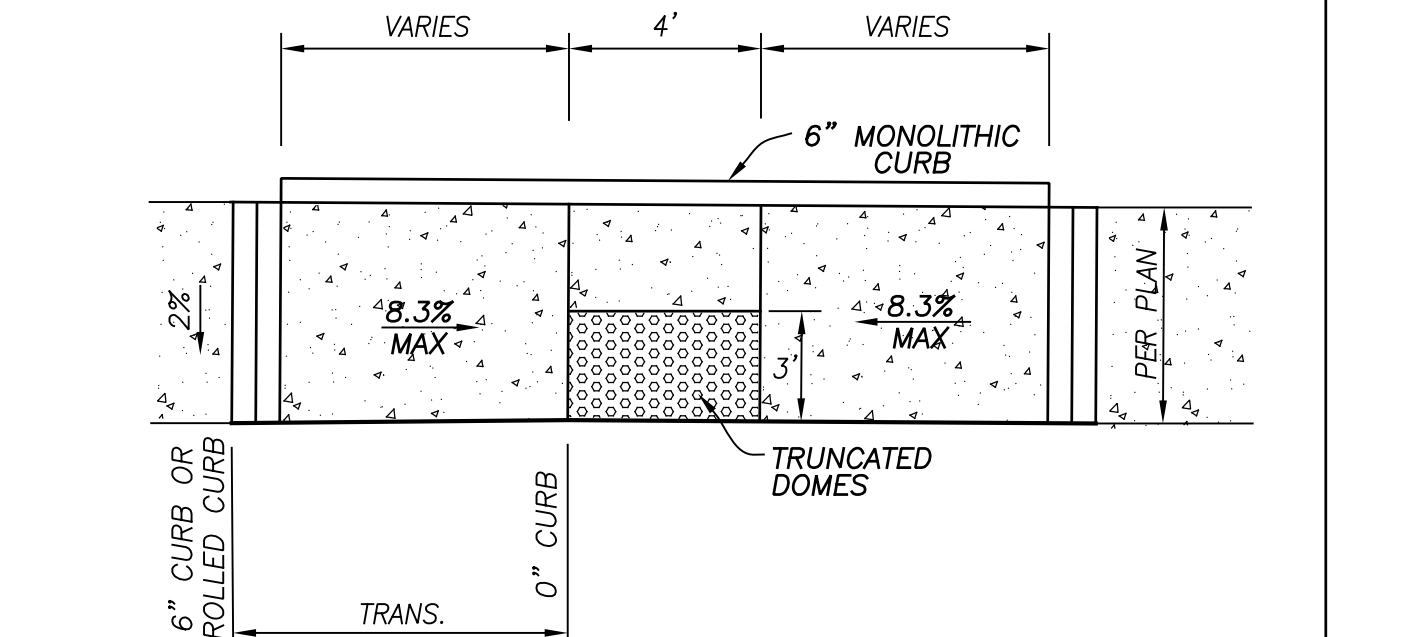 VARIES
4'
VARIES
6" MONOLITHIC
CURB
2%
8.3%
MAX
8.3%
MAX
3'
PER PLAN
TRUNCATED
DOMES
6" CURB OR
ROLLED CURB
0" CURB
TRANS.